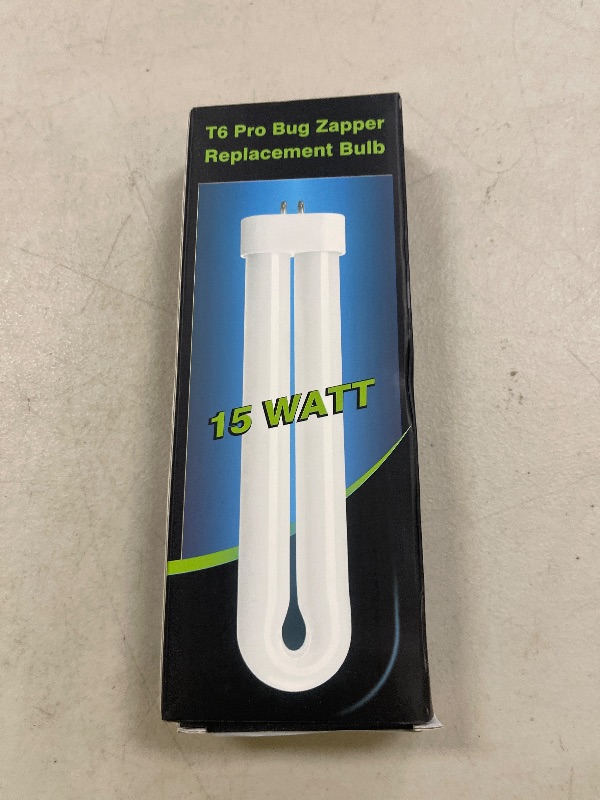 T6 Pro Bug Zapper
Replacement Bulb
15 WATT